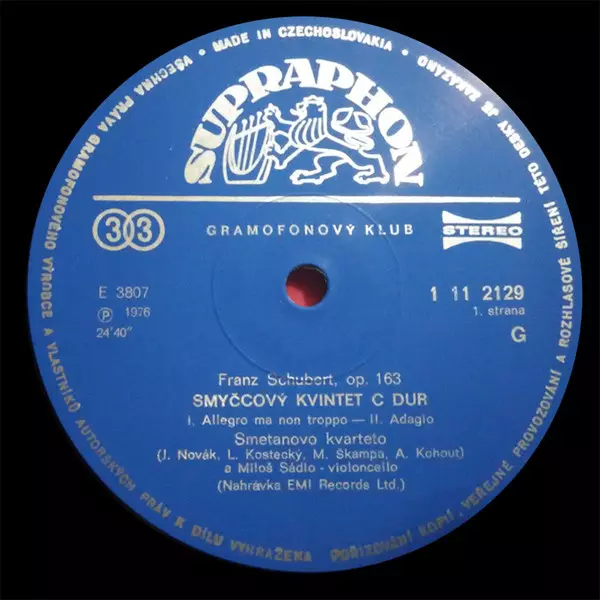 VŠECHNA PRÁVA GRAMOFONOVÉHO VÝROBCE A VLASTNÍKŮ AUTORSKÝCH PRÁV K DÍLU VYHRAŽENA
POŘIZOVÁNÍ KOPIÍ, VEŘEJNÉ PROVOZOVÁNÍ A ROZHLASOVÉ ŠÍŘENÍ TÉTO DESKY JE ZAKÁZÁNO
• MADE IN CZECHOSLOVAKIA •
SUPRAPHON
33 GRAMOFONOVÝ KLUB STEREO
E 3807 1 11 2129
Ⓟ 1976 1. strana
24'40" G
Franz Schubert, op. 163
SMYČCOVÝ KVINTET C DUR
I. Allegro ma non troppo — II. Adagio
Smetanovo kvarteto
(J. Novák, L. Kostecký, M. Škampa, A. Kohout)
a Miloš Sádlo - violoncello
(Nahrávka EMI Records Ltd.)